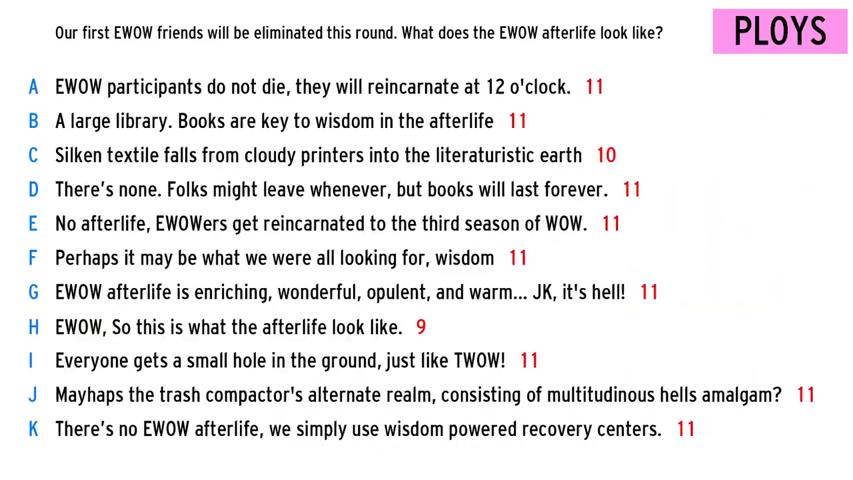 Our first EWOW friends will be eliminated this round. What does the EWOW afterlife look like?
PLOYS
A EWOW participants do not die, they will reincarnate at 12 o'clock. 11
B A large library. Books are key to wisdom in the afterlife 11
C Silken textile falls from cloudy printers into the literaturistic earth 10
D There's none. Folks might leave whenever, but books will last forever. 11
E No afterlife, EWOWers get reincarnated to the third season of WOW. 11
F Perhaps it may be what we were all looking for, wisdom 11
G EWOW afterlife is enriching, wonderful, opulent, and warm... JK, it's hell! 11
H EWOW, So this is what the afterlife look like. 9
I Everyone gets a small hole in the ground, just like TWOW! 11
J Mayhaps the trash compactor's alternate realm, consisting of multitudinous hells amalgam? 11
K There's no EWOW afterlife, we simply use wisdom powered recovery centers. 11